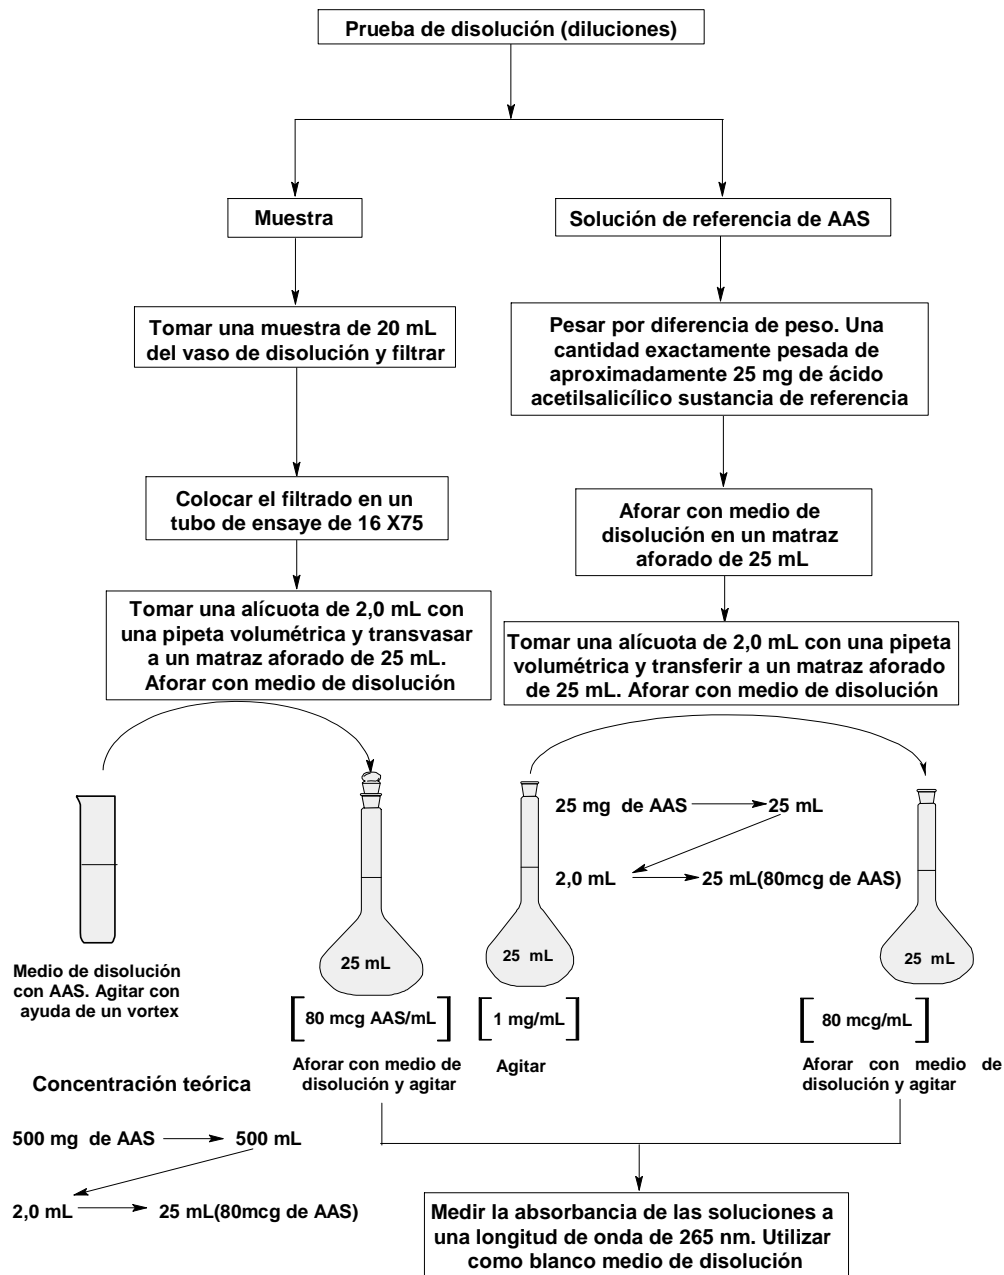 Prueba de disolución (diluciones)
Muestra
Solución de referencia de AAS
Tomar una muestra de 20 mL
del vaso de disolución y filtrar
Pesar por diferencia de peso. Una
cantidad exactamente pesada de
aproximadamente 25 mg de ácido
acetilsalicílico sustancia de referencia
Colocar el filtrado en un
tubo de ensaye de 16 X75
Aforar con medio de
disolución en un matraz
aforado de 25 mL
Tomar una alícuota de 2,0 mL con
una pipeta volumétrica y transvasar
a un matraz aforado de 25 mL.
Aforar con medio de disolución
Tomar una alícuota de 2,0 mL con una pipeta
volumétrica y transferir a un matraz aforado
de 25 mL. Aforar con medio de disolución
25 mg de AAS
25 mL
2,0 mL
25 mL(80mcg de AAS)
25 mL
25 mL
25 mL
Medio de disolución
con AAS. Agitar con
ayuda de un vortex
[80 mcg AAS/mL]
[1 mg/mL]
[80 mcg/mL]
Aforar con medio de
disolución y agitar
Agitar
Aforar con medio de
disolución y agitar
Concentración teórica
500 mg de AAS
500 mL
2,0 mL
25 mL(80mcg de AAS)
Medir la absorbancia de las soluciones a
una longitud de onda de 265 nm. Utilizar
como blanco medio de disolución